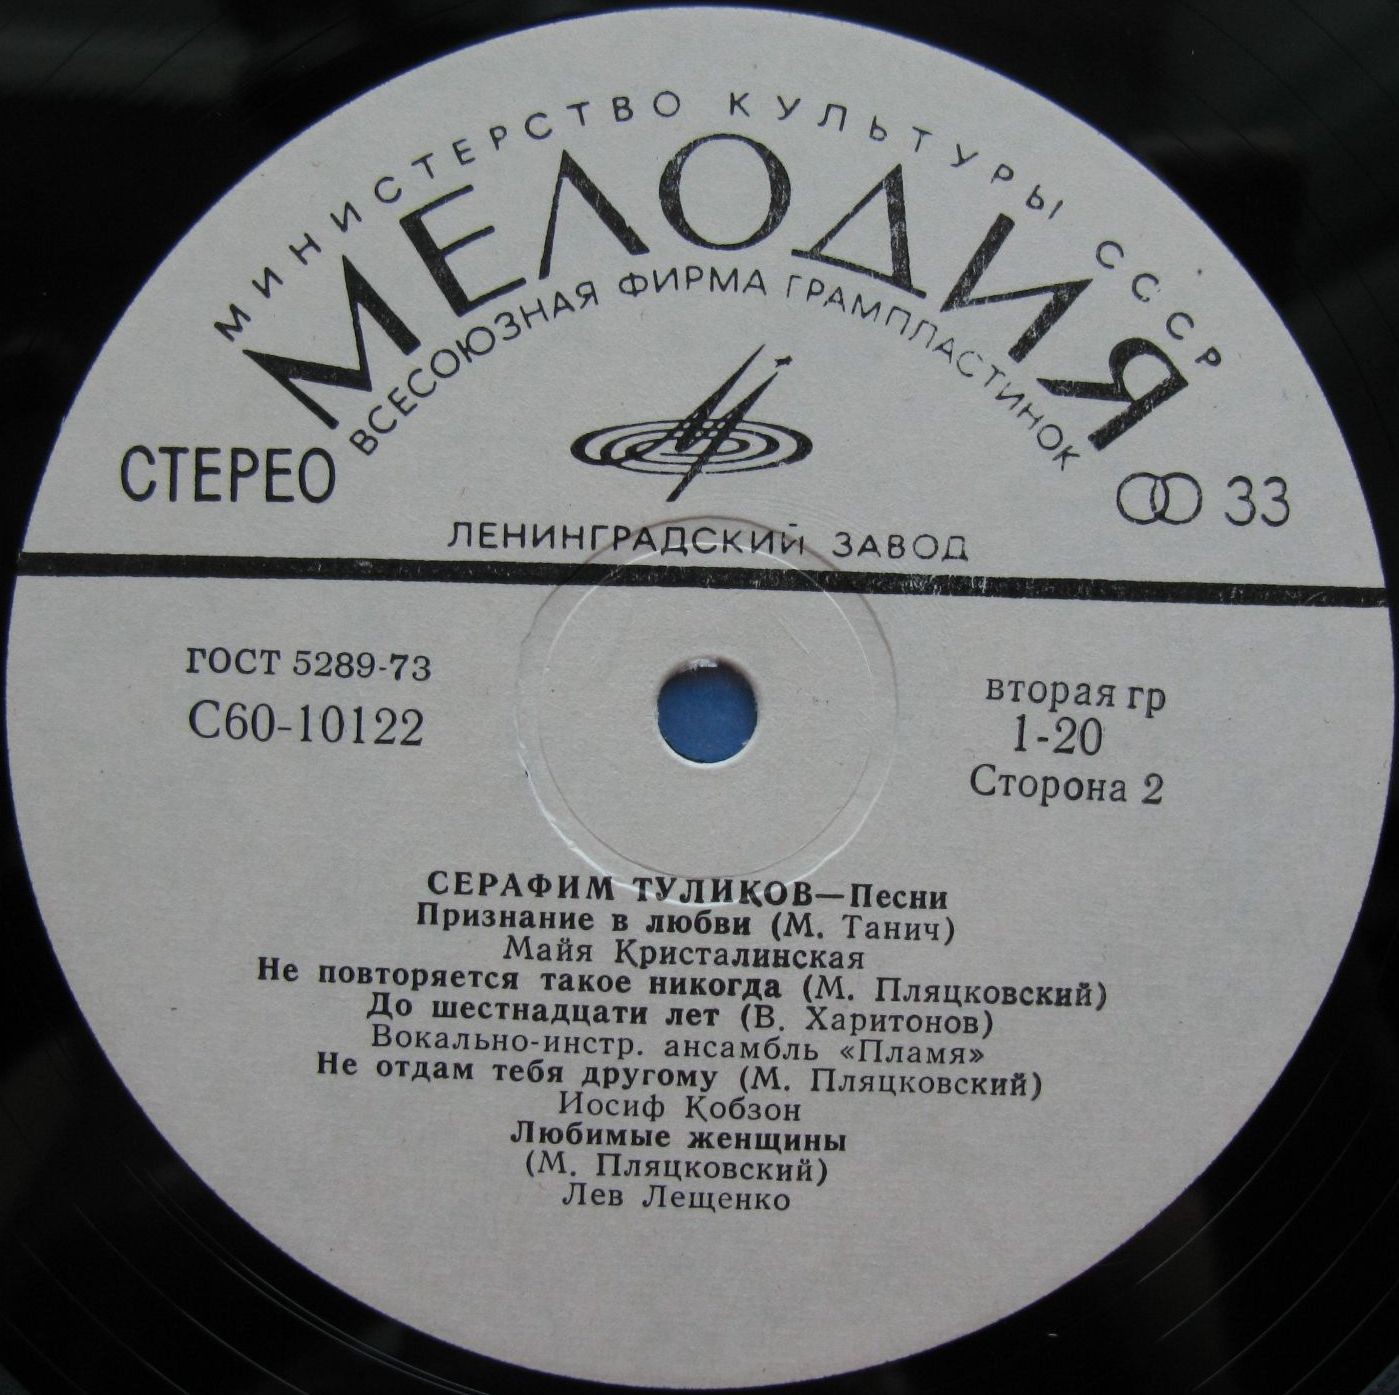 МИНИСТЕРСТВО КУЛЬТУРЫ СССР
МЕЛОДИЯ
ВСЕСОЮЗНАЯ ФИРМА ГРАМПЛАСТИНОК
СТЕРЕО
33
ЛЕНИНГРАДСКИЙ ЗАВОД
ГОСТ 5289-73
С60-10122
вторая гр
1-20
Сторона 2
СЕРАФИМ ТУЛИКОВ—Песни
Признание в любви (М. Танич)
Майя Кристалинская
Не повторяется такое никогда (М. Пляцковский)
До шестнадцати лет (В. Харитонов)
Вокально-инстр. ансамбль «Пламя»
Не отдам тебя другому (М. Пляцковский)
Иосиф Кобзон
Любимые женщины
(М. Пляцковский)
Лев Лещенко